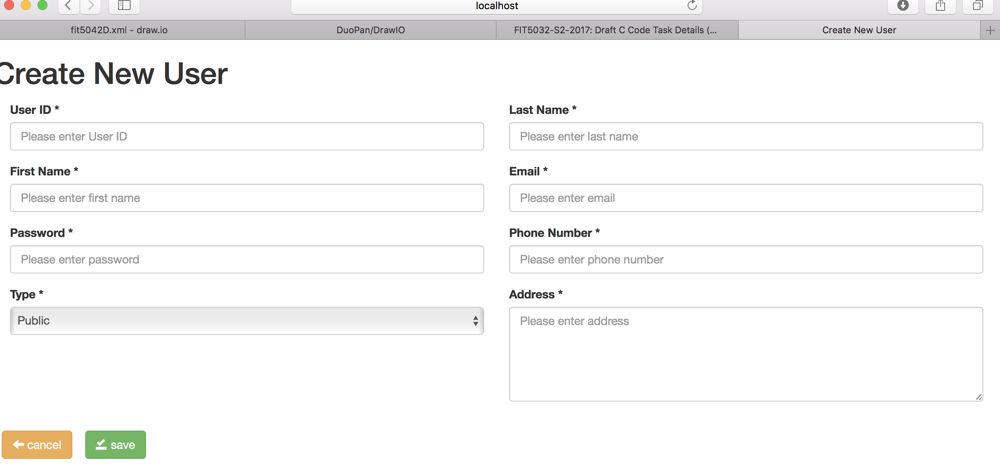 localhost
fit5042D.xml - draw.io
DuoPan/DrawIO
FIT5032-S2-2017: Draft C Code Task Details (...
Create New User
Create New User
User ID *
Please enter User ID
Last Name *
Please enter last name
First Name *
Please enter first name
Email *
Please enter email
Password *
Please enter password
Phone Number *
Please enter phone number
Type *
Public
Address *
Please enter address
cancel
save